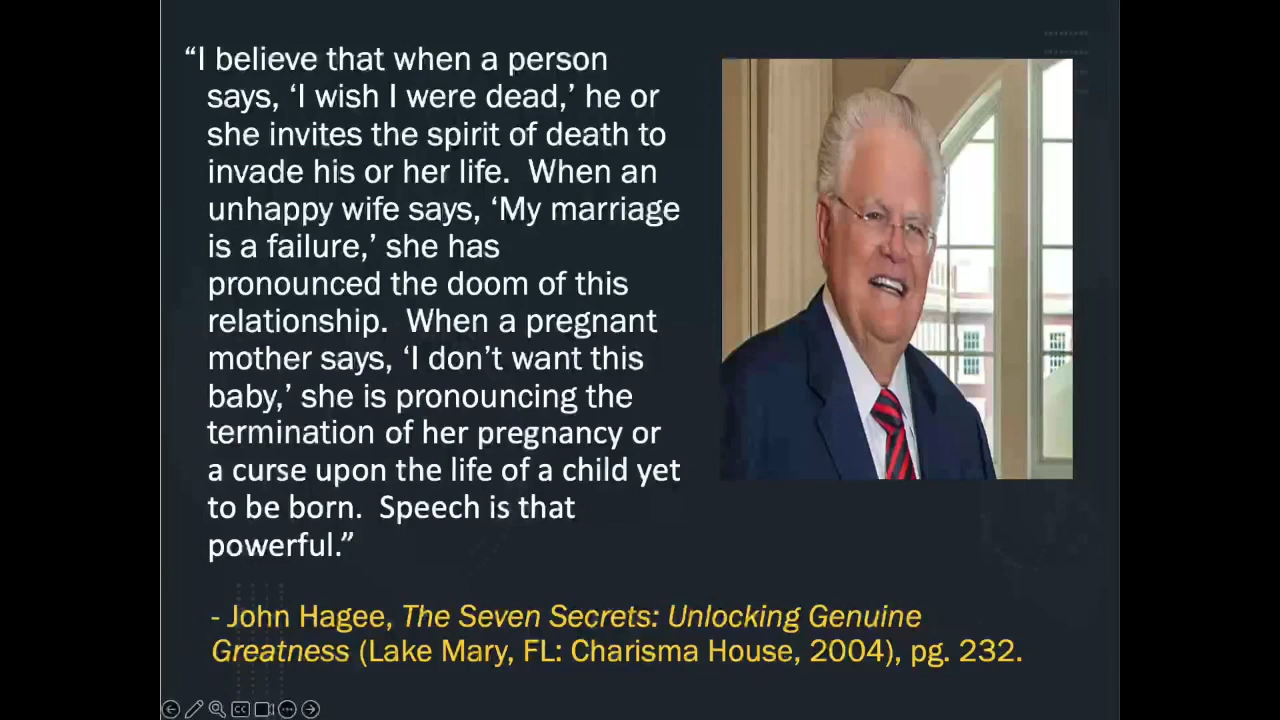 “I believe that when a person
says, ‘I wish I were dead,’ he or
she invites the spirit of death to
invade his or her life.  When an
unhappy wife says, ‘My marriage
is a failure,’ she has
pronounced the doom of this
relationship.  When a pregnant
mother says, ‘I don’t want this
baby,’ she is pronouncing the
termination of her pregnancy or
a curse upon the life of a child yet
to be born.  Speech is that
powerful.”
- John Hagee, The Seven Secrets: Unlocking Genuine
Greatness (Lake Mary, FL: Charisma House, 2004), pg. 232.
CC